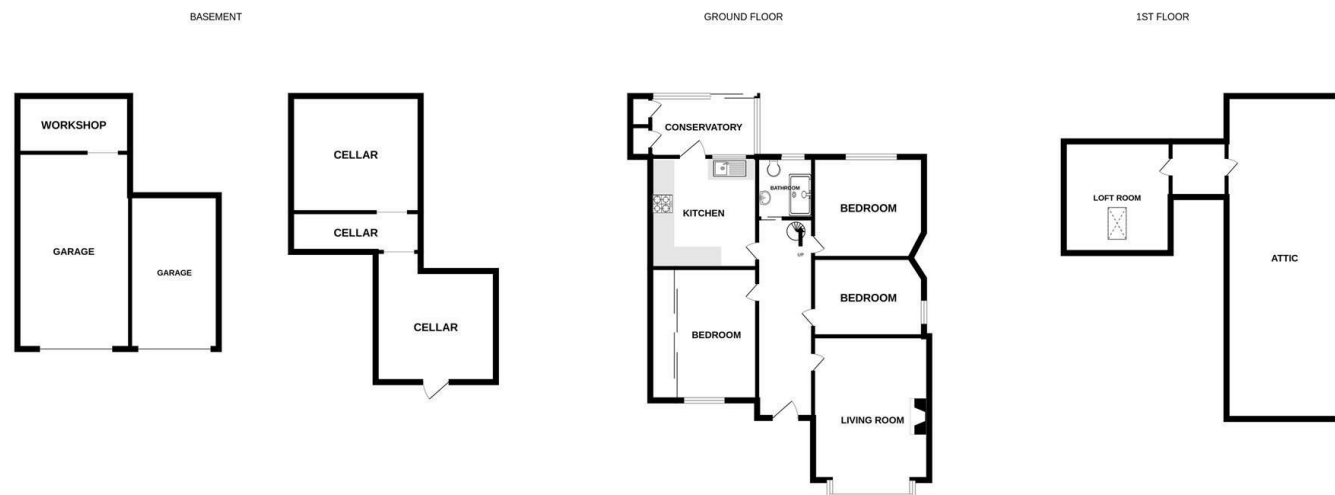 BASEMENT
WORKSHOP
GARAGE
GARAGE
CELLAR
CELLAR
CELLAR
GROUND FLOOR
CONSERVATORY
KITCHEN
BATHROOM
BEDROOM
UP
BEDROOM
BEDROOM
LIVING ROOM
1ST FLOOR
LOFT ROOM
ATTIC